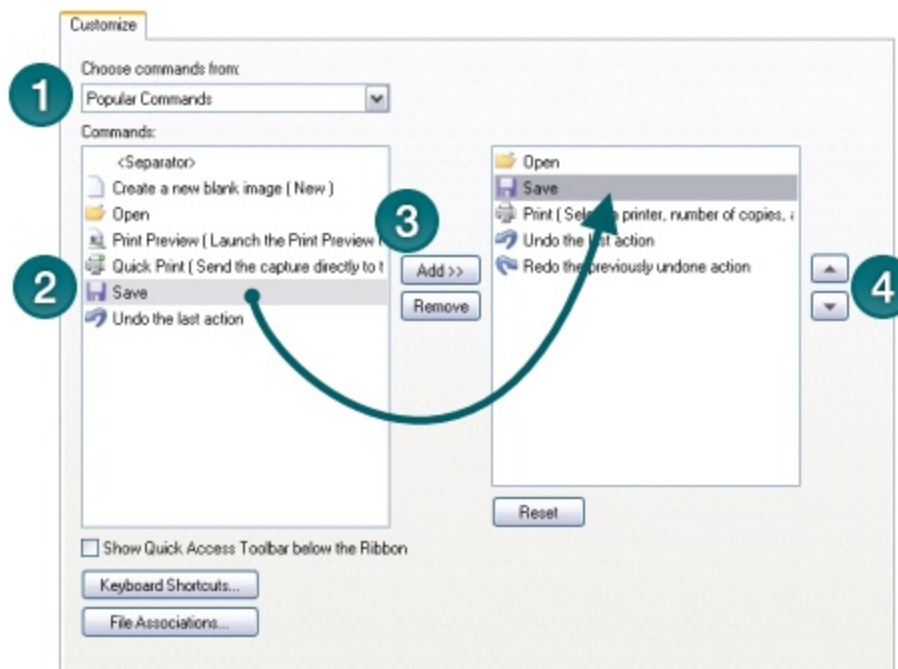 Customize
Choose commands from:
1
Popular Commands
Commands:
<Separator>
Create a new blank image ( New )
Open
Print Preview ( Launch the Print Preview
Quick Print ( Send the capture directly to t
2
Save
Undo the last action
3
Add >>
Remove
Open
Save
Print ( Select a printer, number of copies, a
Undo the last action
Redo the previously undone action
4
Reset
Show Quick Access Toolbar below the Ribbon
Keyboard Shortcuts...
File Associations...